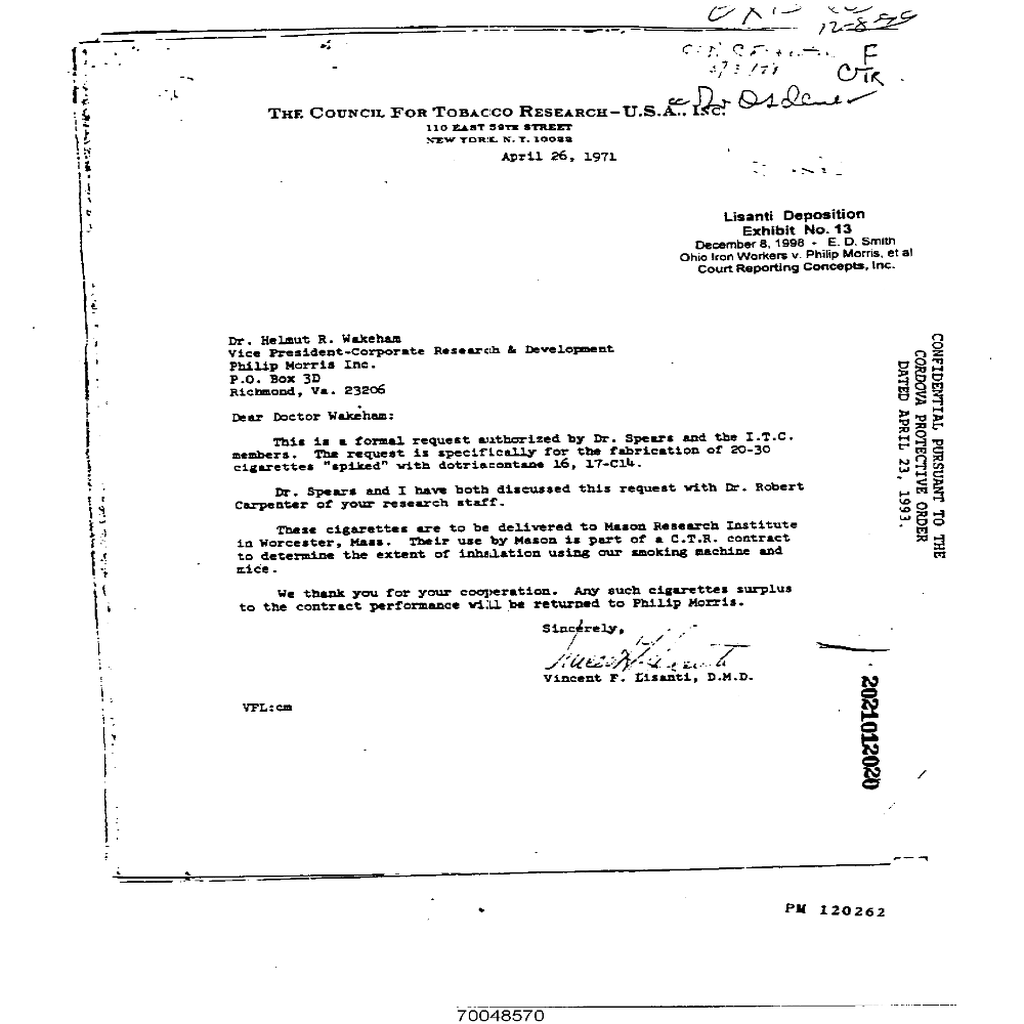 12-8-
F
CTR
Dr Osdene
THE COUNCIL FOR TOBACCO RESEARCH-U.S.A., INC.
110 EAST 59TH STREET
NEW YORK, N. Y. 10022
April 26, 1971
Lisanti Deposition
Exhibit No. 13
December 8, 1998 - E. D. Smith
Ohio Iron Workers v. Philip Morris, et al
Court Reporting Concepts, Inc.
Dr. Helmut R. Wakeham
Vice President-Corporate Research & Development
Philip Morris Inc.
P.O. Box 3D
Richmond, Va. 23206
Dear Doctor Wakeham:
This is a formal request authorized by Dr. Spears and the I.T.C.
members. The request is specifically for the fabrication of 20-30
cigarettes "spiked" with dotriacontane 16, 17-C14.
Dr. Spears and I have both discussed this request with Dr. Robert
Carpenter of your research staff.
These cigarettes are to be delivered to Mason Research Institute
in Worcester, Mass. Their use by Mason is part of a C.T.R. contract
to determine the extent of inhalation using our smoking machine and
mice.
We thank you for your cooperation. Any such cigarettes surplus
to the contract performance will be returned to Philip Morris.
Sincerely,
Vincent F. Lisanti, D.M.D.
VFL:cm
CONFIDENTIAL PURSUANT TO THE
CORDOVA PROTECTIVE ORDER
DATED APRIL 23, 1993.
2021012020
PM 120262
70048570